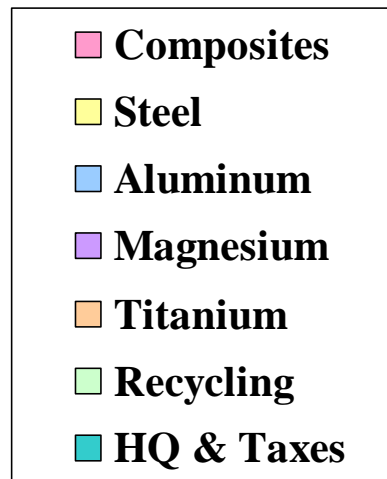 Composites
Steel
Aluminum
Magnesium
Titanium
Recycling
HQ & Taxes